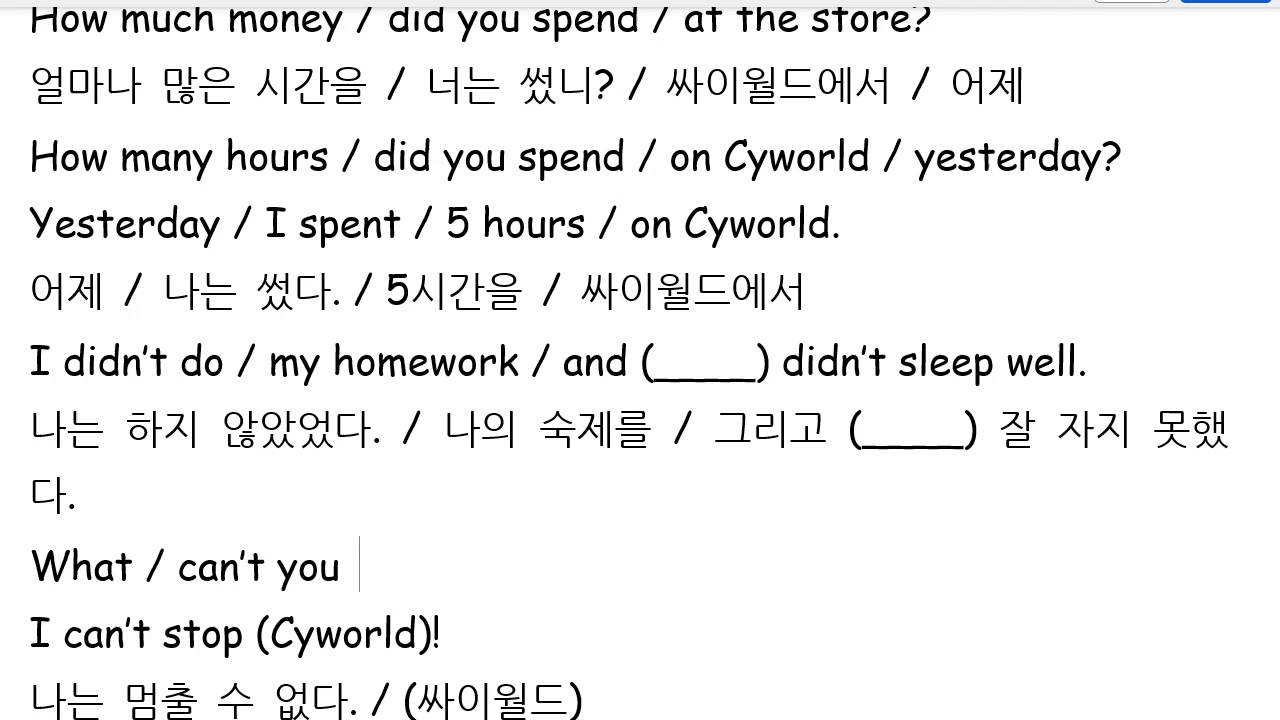 How much money / did you spend / at the store?
얼마나 많은 시간을 / 너는 썼니? / 싸이월드에서 / 어제
How many hours / did you spend / on Cyworld / yesterday?
Yesterday / I spent / 5 hours / on Cyworld.
어제 / 나는 썼다. / 5시간을 / 싸이월드에서
I didn’t do / my homework / and (_____) didn’t sleep well.
나는 하지 않았었다. / 나의 숙제를 / 그리고 (_____) 잘 자지 못했
다.
What / can’t you
I can’t stop (Cyworld)!
나는 멈출 수 없다. / (싸이월드)